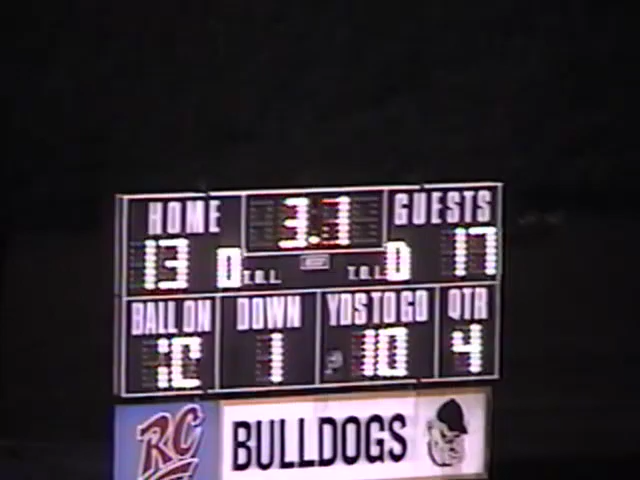 HOME 3.1 GUESTS
13 0 T.O.L. T.O.L. 0 17
BALL ON DOWN YDS TO GO QTR
1 10 4
RC BULLDOGS